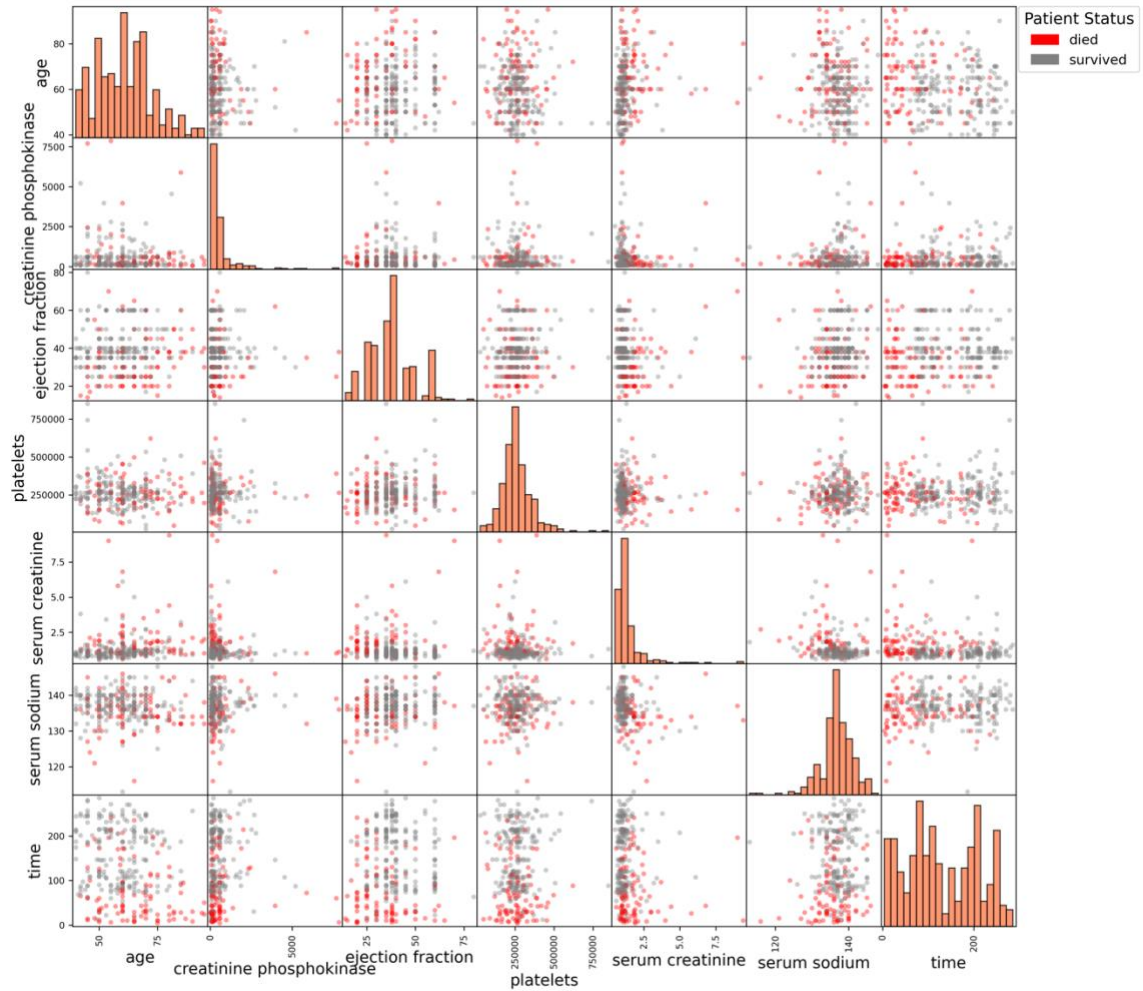 Patient Status
died
survived
age
80
60
40
creatinine phosphokinase
7500
5000
2500
0
ejection fraction
80
60
40
20
platelets
750000
500000
250000
serum creatinine
7.5
5.0
2.5
serum sodium
140
130
120
time
200
100
0
50
75
0
5000
25
50
75
250000
500000
750000
2.5
5.0
7.5
120
140
0
200
age
creatinine phosphokinase
ejection fraction
platelets
serum creatinine
serum sodium
time